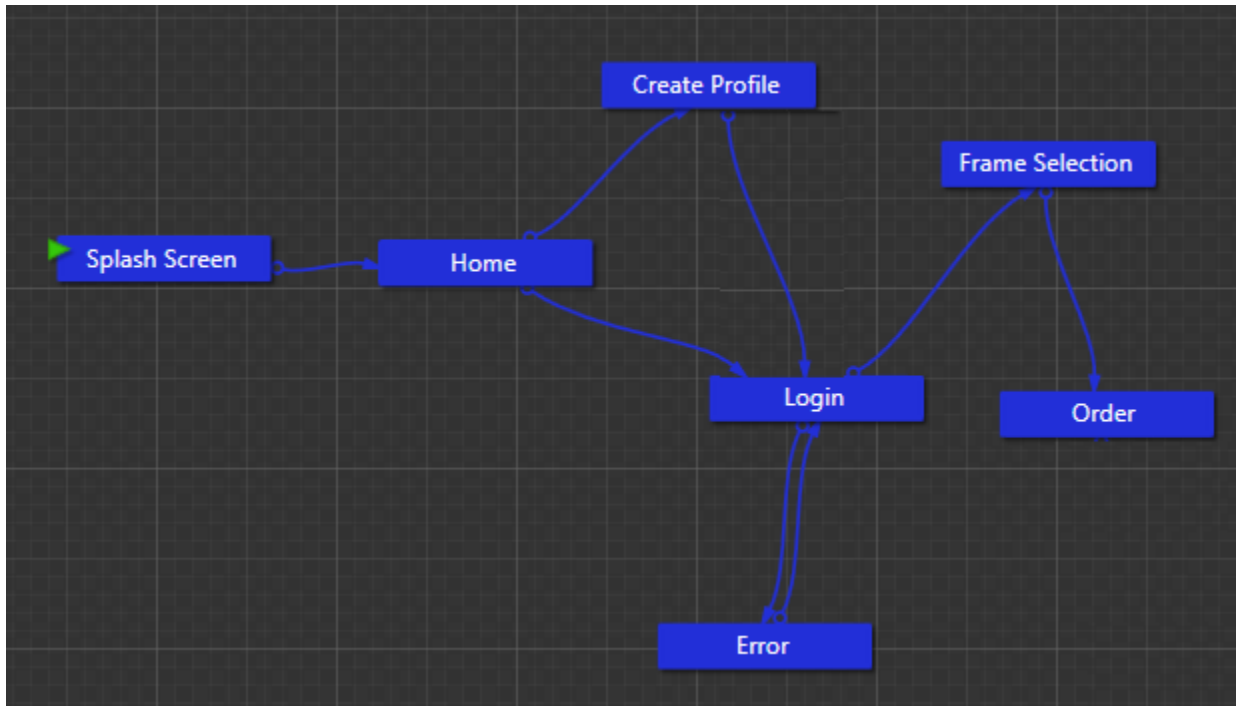 Create Profile
Frame Selection
Splash Screen
Home
Login
Order
Error